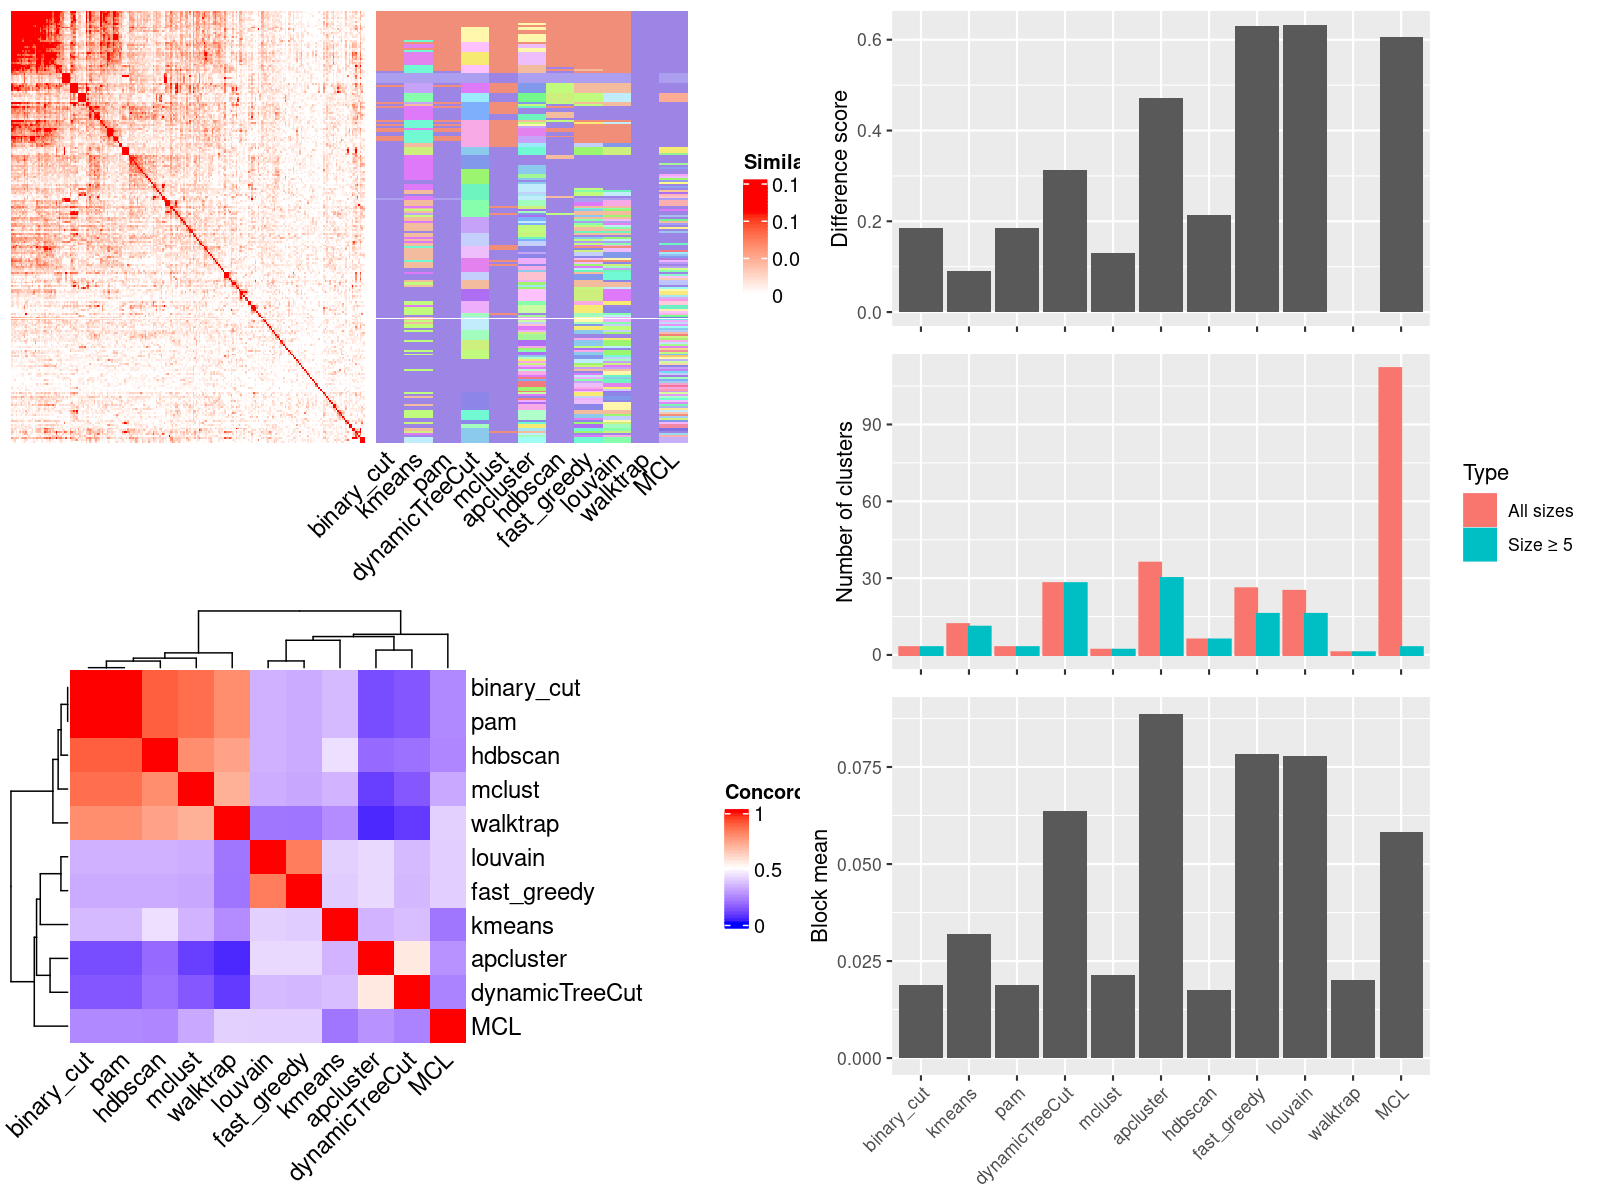 Simila
0.1
0.1
0.0
0
binary_cut
kmeans
pam
dynamicTreeCut
mclust
apcluster
hdbscan
fast_greedy
louvain
walktrap
MCL
binary_cut
pam
hdbscan
mclust
walktrap
louvain
fast_greedy
kmeans
apcluster
dynamicTreeCut
MCL
binary_cut
pam
hdbscan
mclust
walktrap
louvain
fast_greedy
kmeans
apcluster
dynamicTreeCut
MCL
Concord
1
0.5
0
Difference score
0.6
0.4
0.2
0.0
Number of clusters
90
60
30
0
Type
All sizes
Size ≥ 5
Block mean
0.075
0.050
0.025
0.000
binary_cut
kmeans
pam
dynamicTreeCut
mclust
apcluster
hdbscan
fast_greedy
louvain
walktrap
MCL